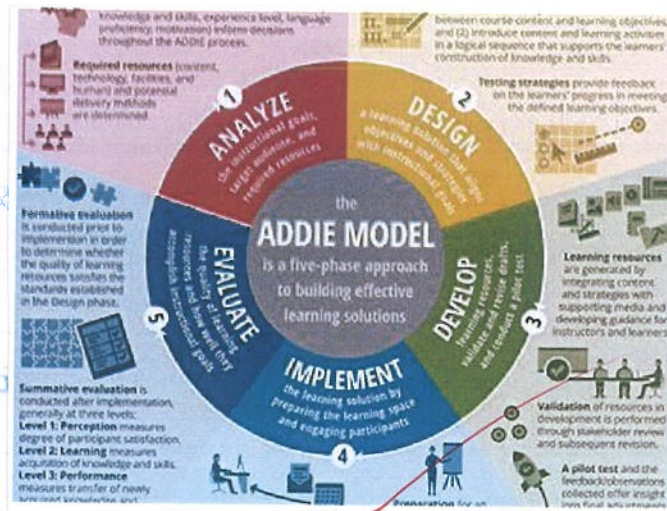 knowledge and skills, experience level, language
proficiency, motivation) inform decisions
throughout the ADDIE process.
Required resources (content,
technology, facilities, and
human) and potential
delivery methods
are determined.
between course content and learning objectives
and (2) introduce content and learning activities
in a logical sequence that supports the learners'
construction of knowledge and skills.
Testing strategies provide feedback
on the learners' progress in meeting
the defined learning objectives.
1
ANALYZE
the instructional goals,
target audience, and
required resources
2
DESIGN
a learning solution that aligns
objectives and strategies
with instructional goals
the
ADDIE MODEL
is a five-phase approach
to building effective
learning solutions
3
DEVELOP
learning resources,
validate and revise drafts,
and conduct a pilot test
Learning resources
are generated by
integrating content
and strategies with
supporting media and
developing guidance for
instructors and learners
Validation of resources in
development is performed
through stakeholder review
and subsequent revision.
A pilot test and the
feedback/observations
collected offer insight
into final adjustments
4
IMPLEMENT
the learning solution by
preparing the learning space
and engaging participants
Preparation for an
5
EVALUATE
the quality of learning
resources and how well they
accomplish instructional goals
Formative evaluation
is conducted prior to
implemention in order
to determine whether
the quality of learning
resources satisfies the
standards established
in the Design phase.
Summative evaluation is
conducted after implementation,
generally at three levels:
Level 1: Perception measures
degree of participant satisfaction.
Level 2: Learning measures
acquisition of knowledge and skills.
Level 3: Performance
measures transfer of newly
acquired knowledge and